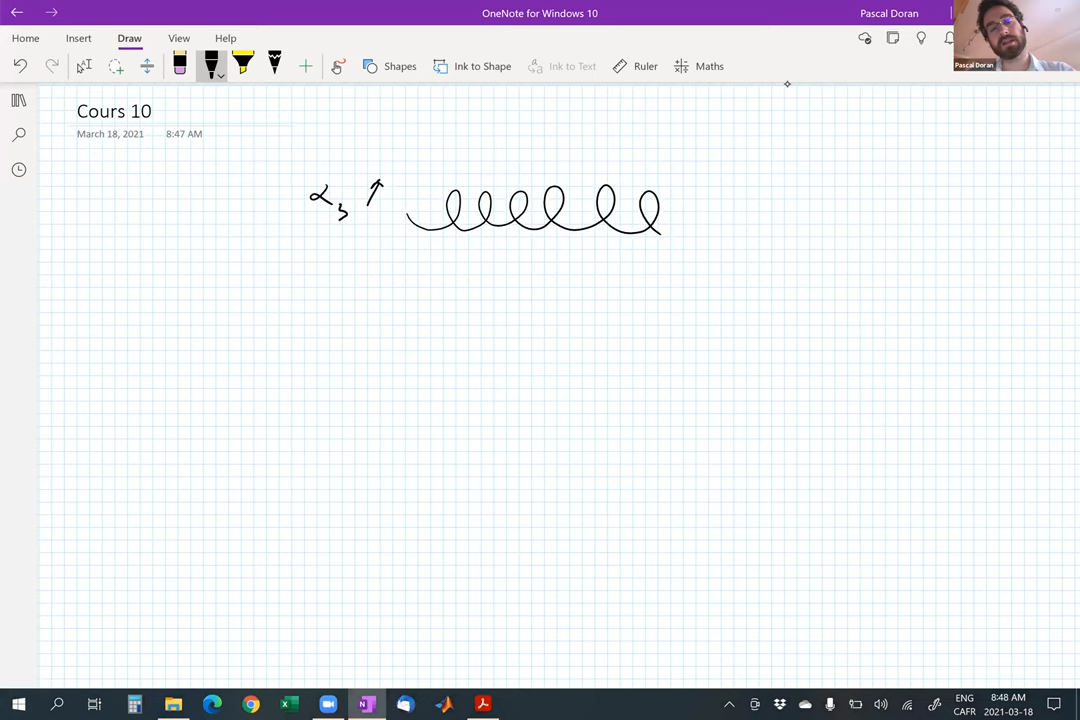 OneNote for Windows 10
Pascal Doran
Home Insert Draw View Help
Shapes Ink to Shape Ink to Text Ruler Maths
Pascal Doran
Cours 10
March 18, 2021 8:47 AM
α3 ↑
ENG 8:48 AM
CAFR 2021-03-18